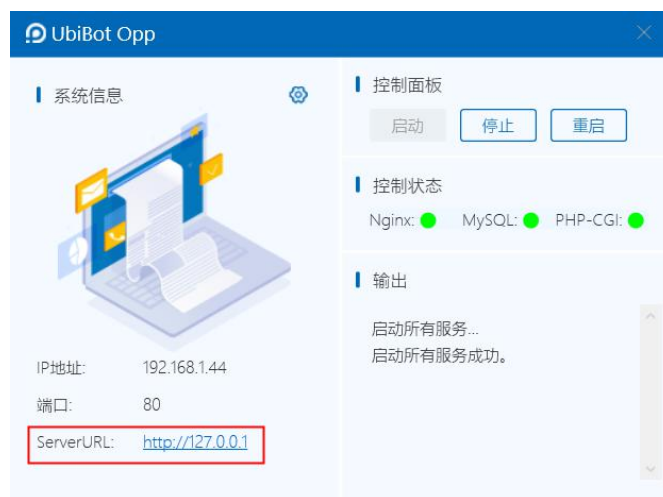 UbiBot Opp
系统信息
IP地址: 192.168.1.44
端口: 80
ServerURL: http://127.0.0.1
控制面板
启动 停止 重启
控制状态
Nginx: MySQL: PHP-CGI:
输出
启动所有服务...
启动所有服务成功。